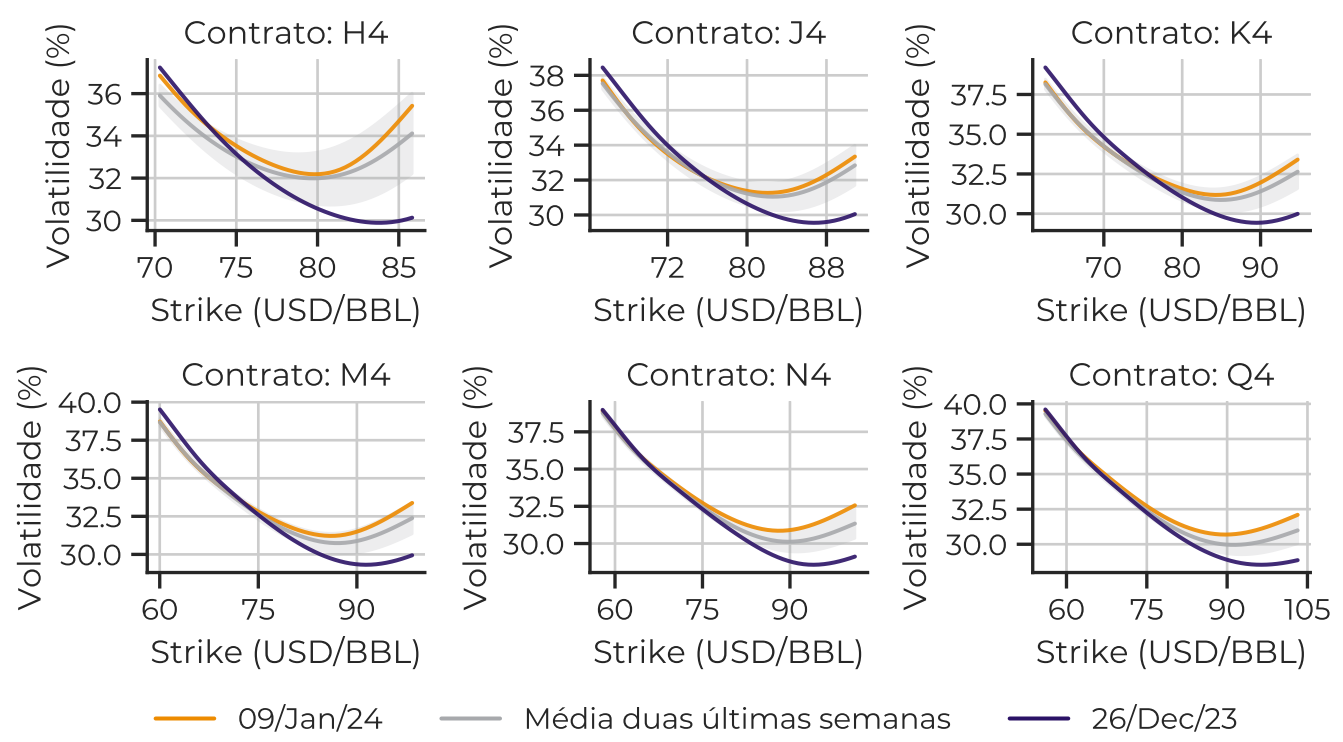 Contrato: H4
Volatilidade (%)
36
34
32
30
70 75 80 85
Strike (USD/BBL)
Contrato: J4
Volatilidade (%)
38
36
34
32
30
72 80 88
Strike (USD/BBL)
Contrato: K4
Volatilidade (%)
37.5
35.0
32.5
30.0
70 80 90
Strike (USD/BBL)
Contrato: M4
Volatilidade (%)
40.0
37.5
35.0
32.5
30.0
60 75 90
Strike (USD/BBL)
Contrato: N4
Volatilidade (%)
37.5
35.0
32.5
30.0
60 75 90
Strike (USD/BBL)
Contrato: Q4
Volatilidade (%)
40.0
37.5
35.0
32.5
30.0
60 75 90 105
Strike (USD/BBL)
09/Jan/24 Média duas últimas semanas 26/Dec/23